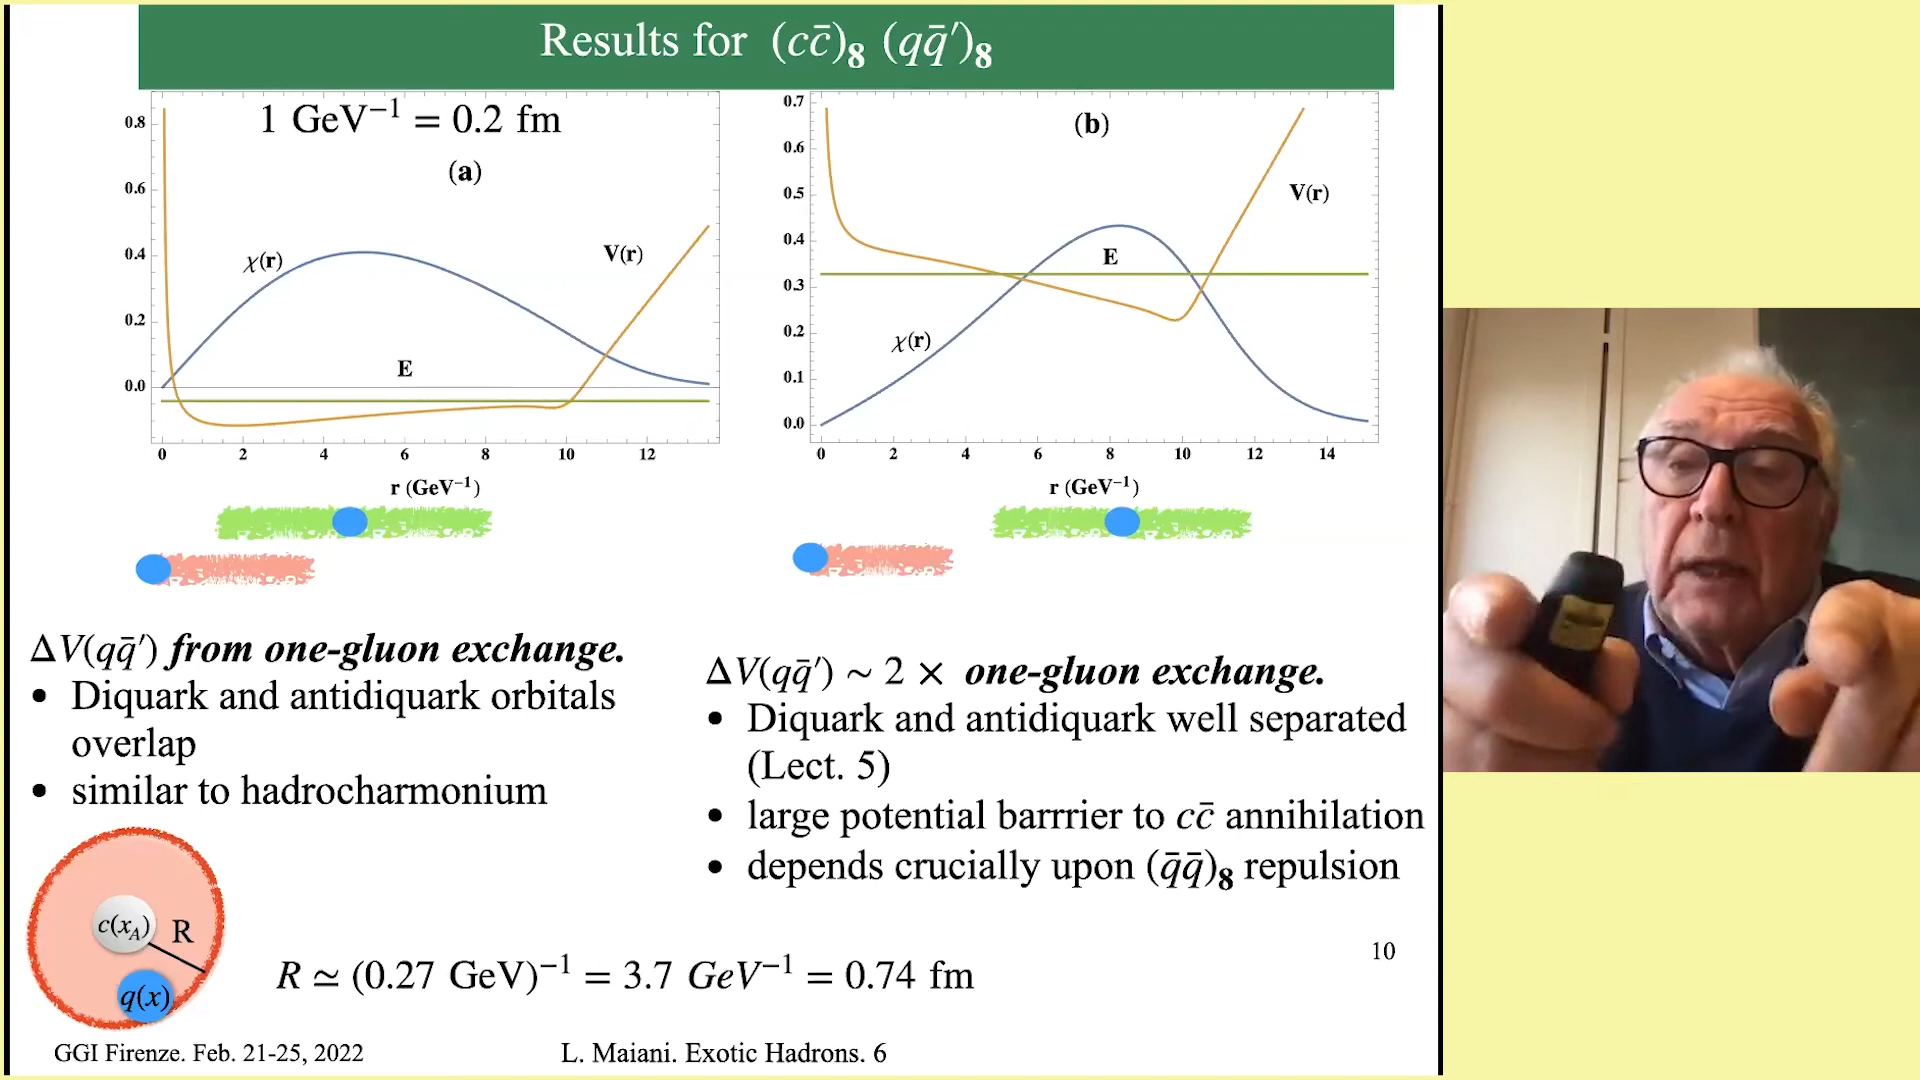 Results for (cc̄)₈ (qq̄′)₈
1 GeV⁻¹ = 0.2 fm
(a)
0.8
0.6
0.4
0.2
0.0
χ(r)
V(r)
E
0 2 4 6 8 10 12
r (GeV⁻¹)
(b)
0.7
0.6
0.5
0.4
0.3
0.2
0.1
0.0
V(r)
E
χ(r)
0 2 4 6 8 10 12 14
r (GeV⁻¹)
ΔV(qq̄′) from one-gluon exchange.
• Diquark and antidiquark orbitals
overlap
• similar to hadrocharmonium
ΔV(qq̄′) ∼ 2 × one-gluon exchange.
• Diquark and antidiquark well separated
(Lect. 5)
• large potential barrrier to cc̄ annihilation
• depends crucially upon (q̄q̄)₈ repulsion
c(x_A) R
q(x)
R ≃ (0.27 GeV)⁻¹ = 3.7 GeV⁻¹ = 0.74 fm
10
GGI Firenze. Feb. 21-25, 2022
L. Maiani. Exotic Hadrons. 6